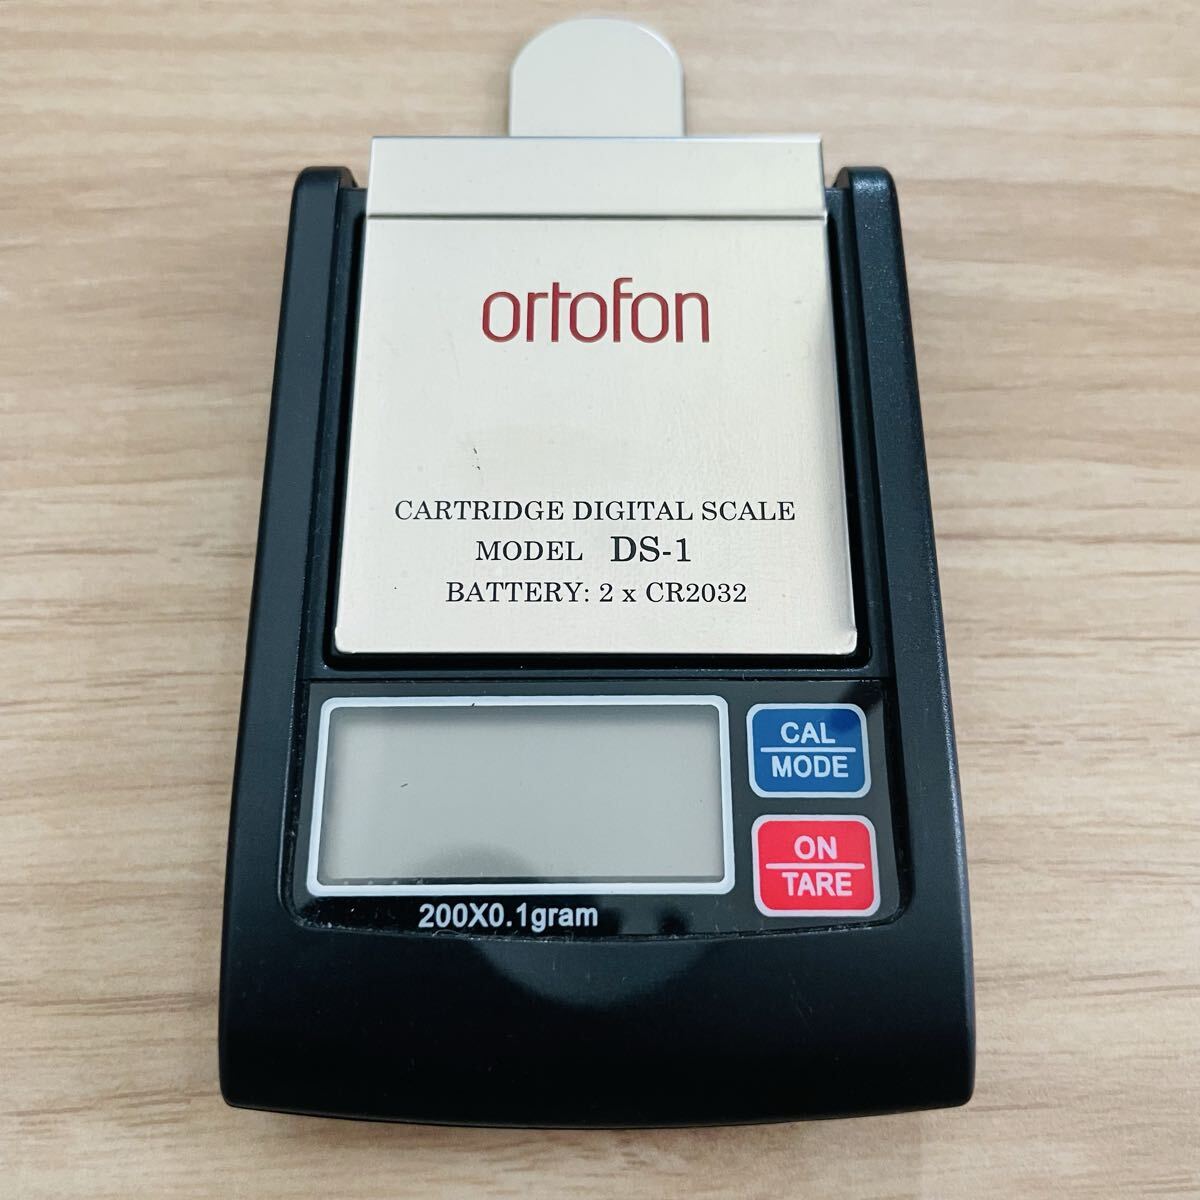 ortofon
CARTRIDGE DIGITAL SCALE
MODEL DS-1
BATTERY: 2 x CR2032
CAL
MODE
ON
TARE
200X0.1gram